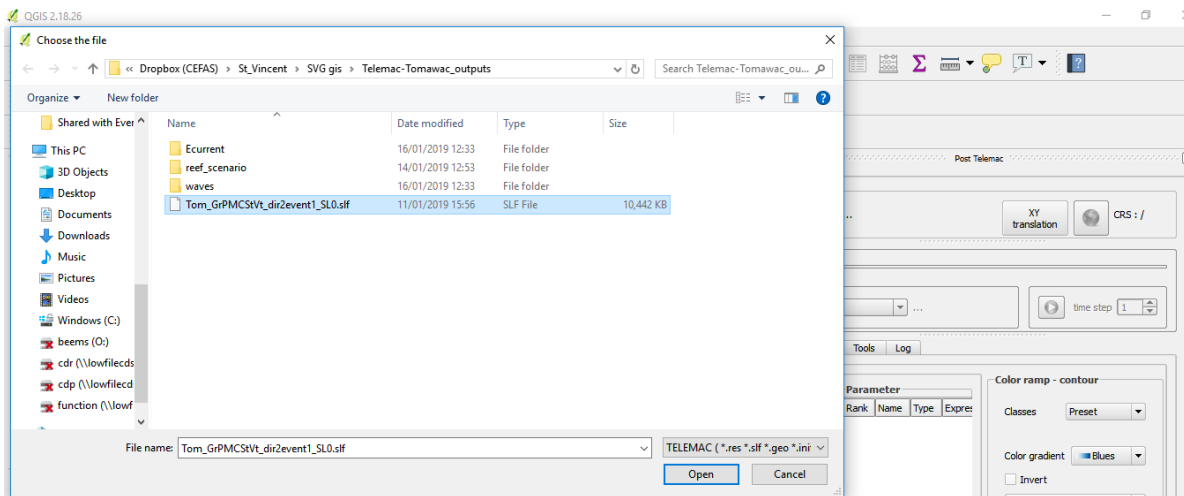 QGIS 2.18.26
Choose the file
« Dropbox (CEFAS) › St_Vincent › SVG gis › Telemac-Tomawac_outputs
Search Telemac-Tomawac_ou...
Organize
New folder
Shared with Ever
This PC
3D Objects
Desktop
Documents
Downloads
Music
Pictures
Videos
Windows (C:)
beems (O:)
cdr (\\lowfilecds
cdp (\\lowfilecd
function (\\lowf
Name Date modified Type Size
Ecurrent 16/01/2019 12:33 File folder
reef_scenario 14/01/2019 12:53 File folder
waves 16/01/2019 12:33 File folder
Tom_GrPMCStVt_dir2event1_SL0.slf 11/01/2019 15:56 SLF File 10,442 KB
File name: Tom_GrPMCStVt_dir2event1_SL0.slf
TELEMAC ( *.res *.slf *.geo *.init
Open Cancel
Post Telemac
..
XY translation
CRS : /
...
time step 1
Tools Log
Parameter
Rank Name Type Expres
Color ramp - contour
Classes Preset
Color gradient Blues
Invert